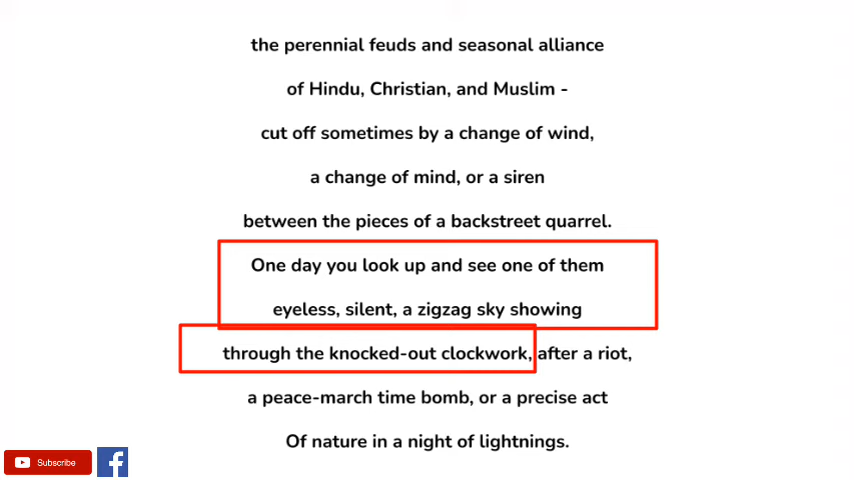 the perennial feuds and seasonal alliance
of Hindu, Christian, and Muslim -
cut off sometimes by a change of wind,
a change of mind, or a siren
between the pieces of a backstreet quarrel.
One day you look up and see one of them
eyeless, silent, a zigzag sky showing
through the knocked-out clockwork, after a riot,
a peace-march time bomb, or a precise act
Of nature in a night of lightnings.
Subscribe
f